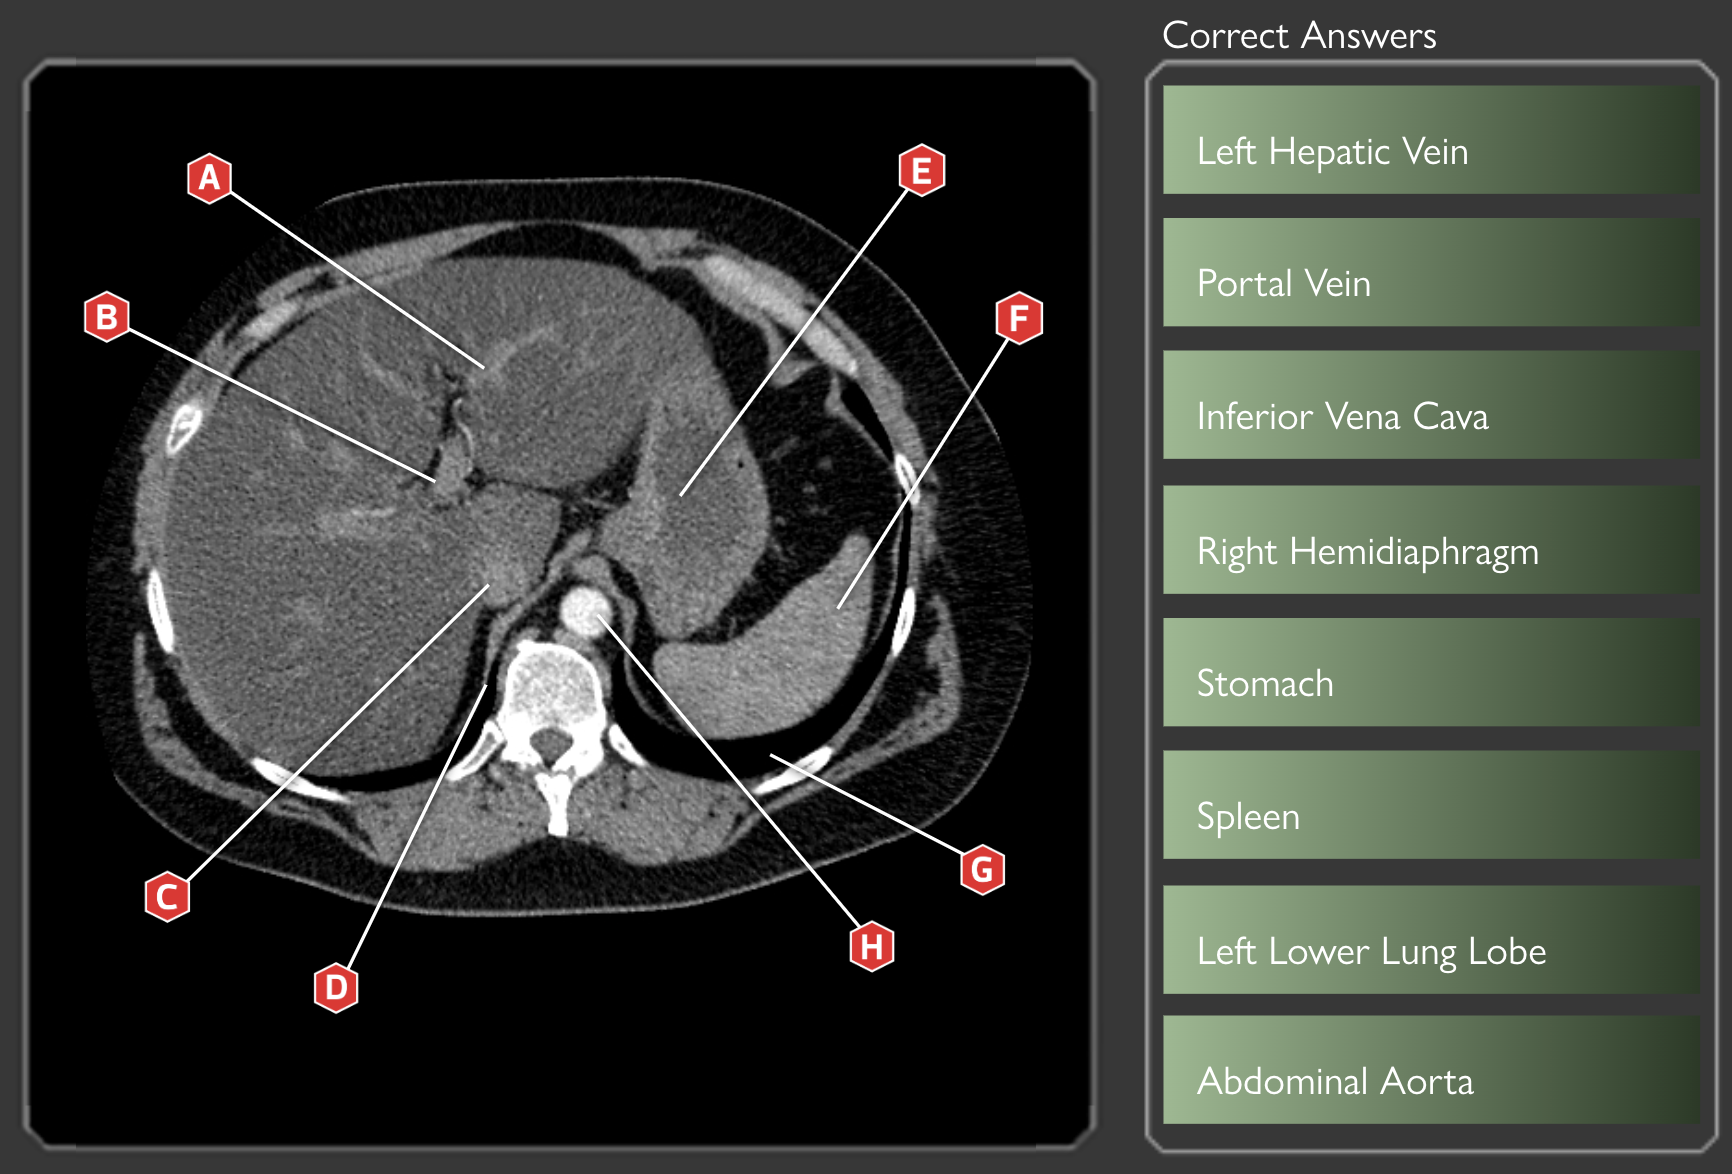 Correct Answers
A
E
B
F
C
D
G
H
Left Hepatic Vein
Portal Vein
Inferior Vena Cava
Right Hemidiaphragm
Stomach
Spleen
Left Lower Lung Lobe
Abdominal Aorta